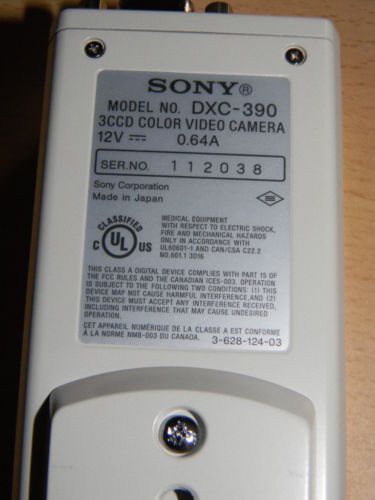 SONY®
MODEL NO. DXC-390
3CCD COLOR VIDEO CAMERA
12V ⎓ 0.64A
SER.NO. 112038
Sony Corporation
Made in Japan
CLASSIFIED
C UL® US
MEDICAL EQUIPMENT
WITH RESPECT TO ELECTRIC SHOCK,
FIRE AND MECHANICAL HAZARDS
ONLY IN ACCORDANCE WITH
UL60601-1 AND CAN/CSA C22.2
NO.601.1 3016
THIS CLASS A DIGITAL DEVICE COMPLIES WITH PART 15 OF
THE FCC RULES AND THE CANADIAN ICES-003. OPERATION
IS SUBJECT TO THE FOLLOWING TWO CONDITIONS: (1) THIS
DEVICE MAY NOT CAUSE HARMFUL INTERFERENCE,AND (2)
THIS DEVICE MUST ACCEPT ANY INTERFERENCE RECEIVED,
INCLUDING INTERFERENCE THAT MAY CAUSE UNDESIRED
OPERATION.
CET APPAREIL NUMÉRIQUE DE LA CLASSE A EST CONFORME
À LA NORME NMB-003 DU CANADA.
3-628-124-03